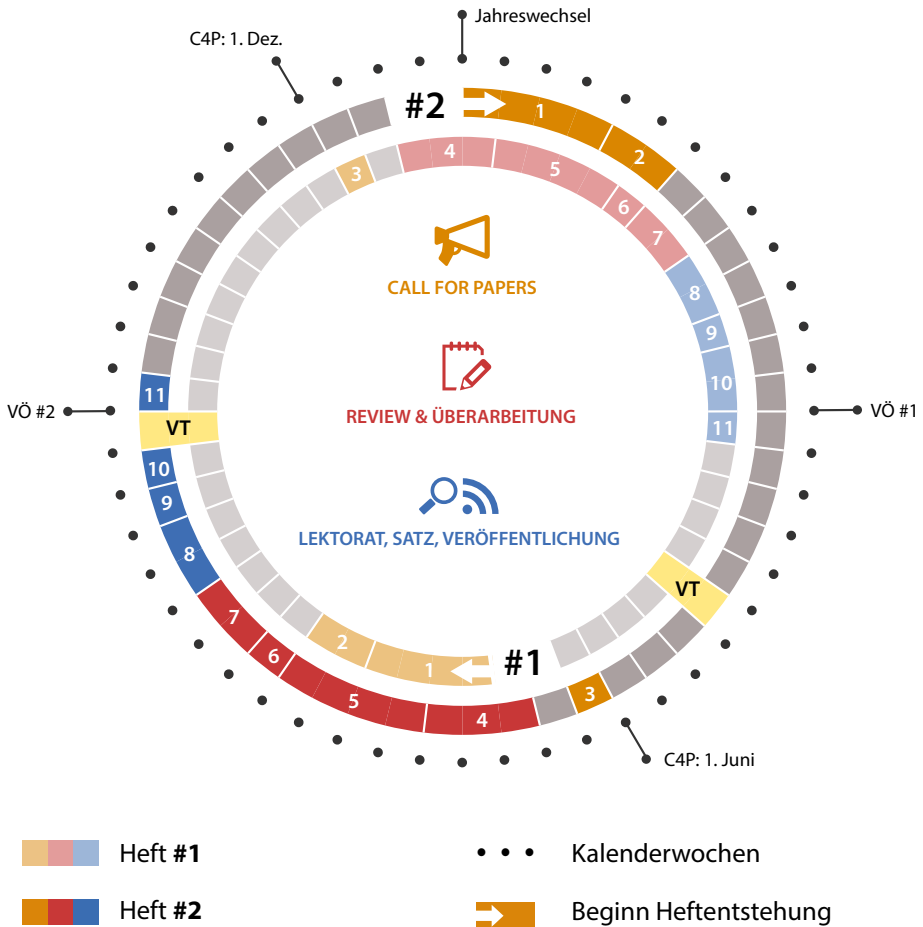 Jahreswechsel
C4P: 1. Dez.
#2
1
2
3
4
5
6
7
CALL FOR PAPERS
8
9
REVIEW & ÜBERARBEITUNG
10
11
11
VÖ #2
VÖ #1
VT
10
9
8
LEKTORAT, SATZ, VERÖFFENTLICHUNG
VT
7
6
5
4
3
2
1
#1
C4P: 1. Juni
Heft #1
Kalenderwochen
Heft #2
Beginn Heftentstehung